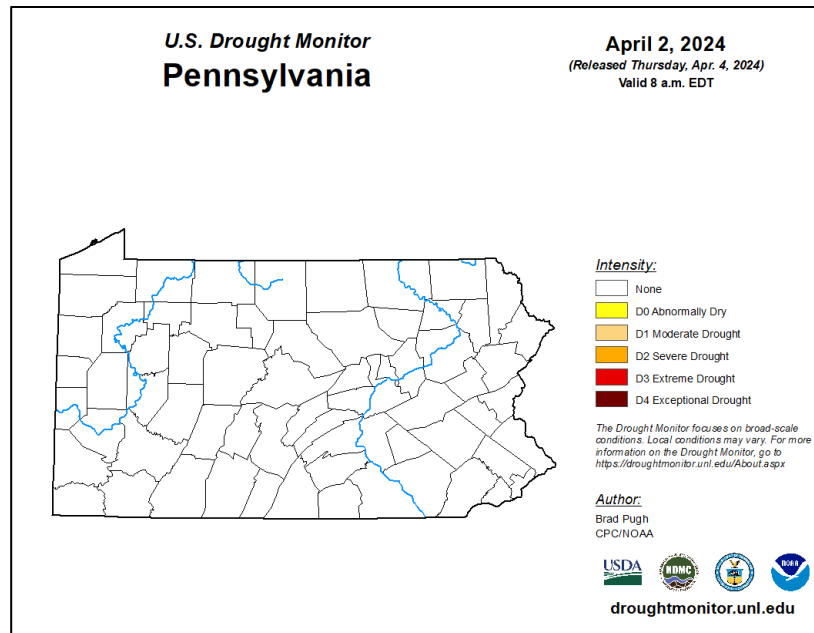 U.S. Drought Monitor
Pennsylvania
April 2, 2024
(Released Thursday, Apr. 4, 2024)
Valid 8 a.m. EDT
Intensity:
None
D0 Abnormally Dry
D1 Moderate Drought
D2 Severe Drought
D3 Extreme Drought
D4 Exceptional Drought
The Drought Monitor focuses on broad-scale
conditions. Local conditions may vary. For more
information on the Drought Monitor, go to
https://droughtmonitor.unl.edu/About.aspx
Author:
Brad Pugh
CPC/NOAA
USDA
NDMC
NOAA
droughtmonitor.unl.edu